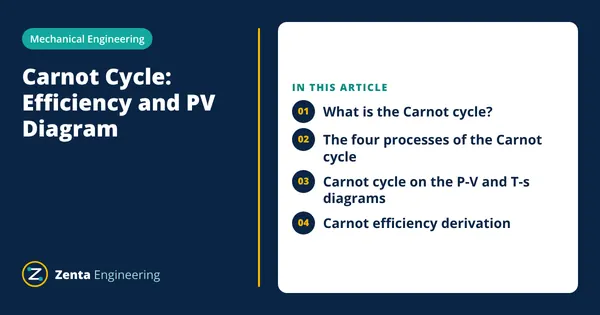 Mechanical Engineering
Carnot Cycle:
Efficiency and PV
Diagram
Zenta Engineering
IN THIS ARTICLE
01 What is the Carnot cycle?
02 The four processes of the Carnot
cycle
03 Carnot cycle on the P-V and T-s
diagrams
04 Carnot efficiency derivation